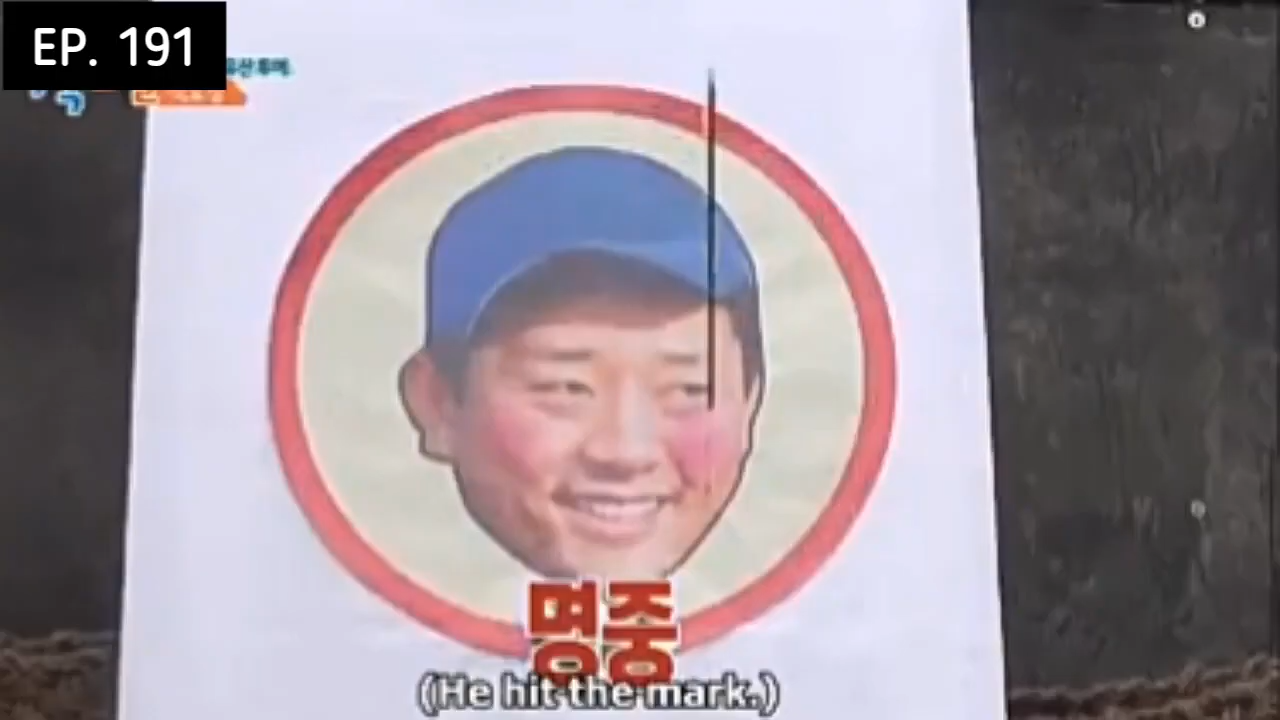 EP. 191
명중
(He hit the mark.)